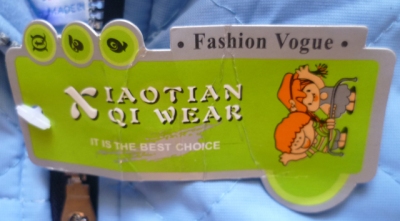 • Fashion Vogue •
XIAOTIAN
QI WEAR
IT IS THE BEST CHOICE